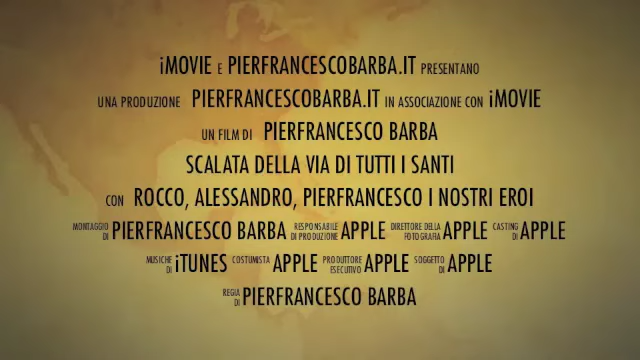 iMOVIE E PIERFRANCESCOBARBA.IT PRESENTANO
UNA PRODUZIONE PIERFRANCESCOBARBA.IT IN ASSOCIAZIONE CON iMOVIE
UN FILM DI PIERFRANCESCO BARBA
SCALATA DELLA VIA DI TUTTI I SANTI
CON ROCCO, ALESSANDRO, PIERFRANCESCO I NOSTRI EROI
MONTAGGIO DI PIERFRANCESCO BARBA RESPONSABILE DI PRODUZIONE APPLE DIRETTORE DELLA FOTOGRAFIA APPLE CASTING DI APPLE
MUSICHE DI iTUNES COSTUMISTA APPLE PRODUTTORE ESECUTIVO APPLE SOGGETTO DI APPLE
REGIA DI PIERFRANCESCO BARBA